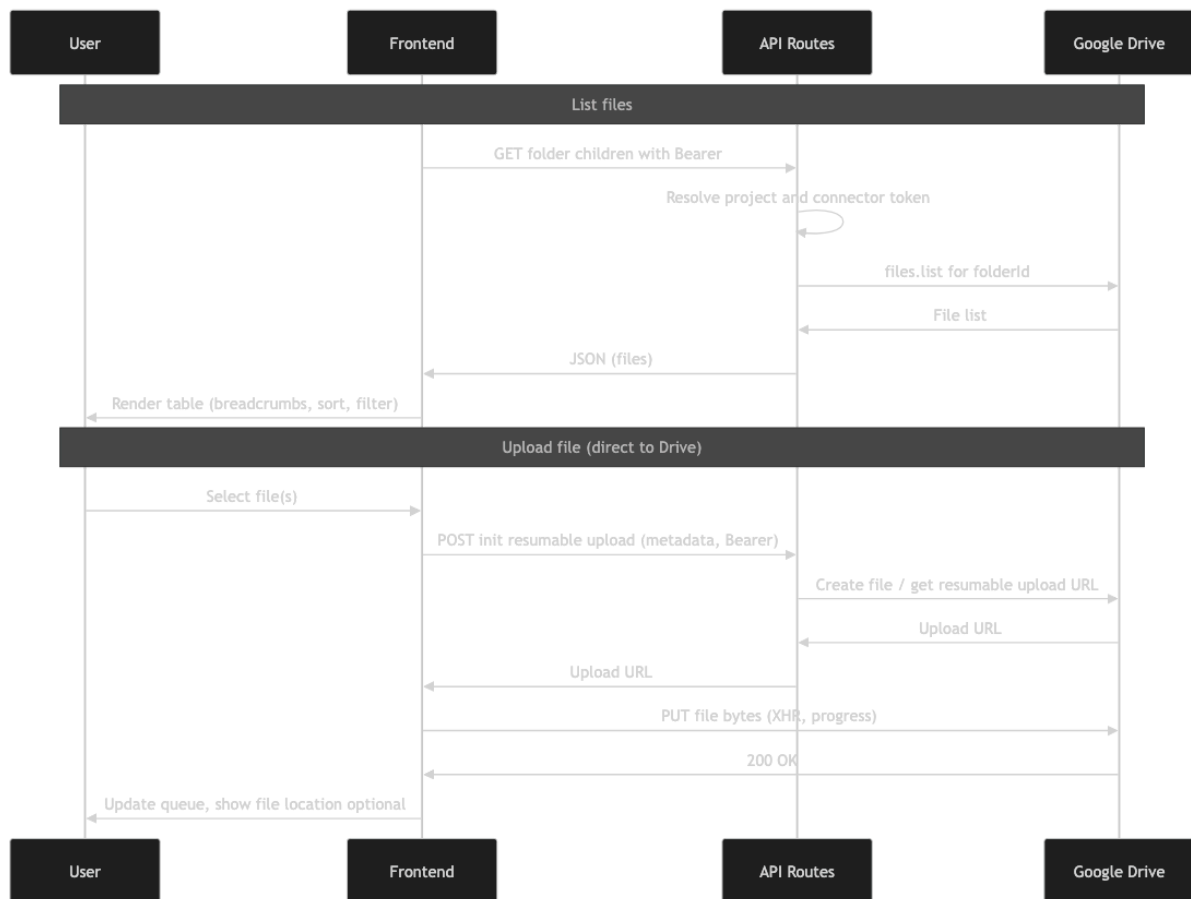 User
Frontend
API Routes
Google Drive
List files
GET folder children with Bearer
Resolve project and connector token
files.list for folderId
File list
JSON (files)
Render table (breadcrumbs, sort, filter)
Upload file (direct to Drive)
Select file(s)
POST init resumable upload (metadata, Bearer)
Create file / get resumable upload URL
Upload URL
Upload URL
PUT file bytes (XHR, progress)
200 OK
Update queue, show file location optional
User
Frontend
API Routes
Google Drive